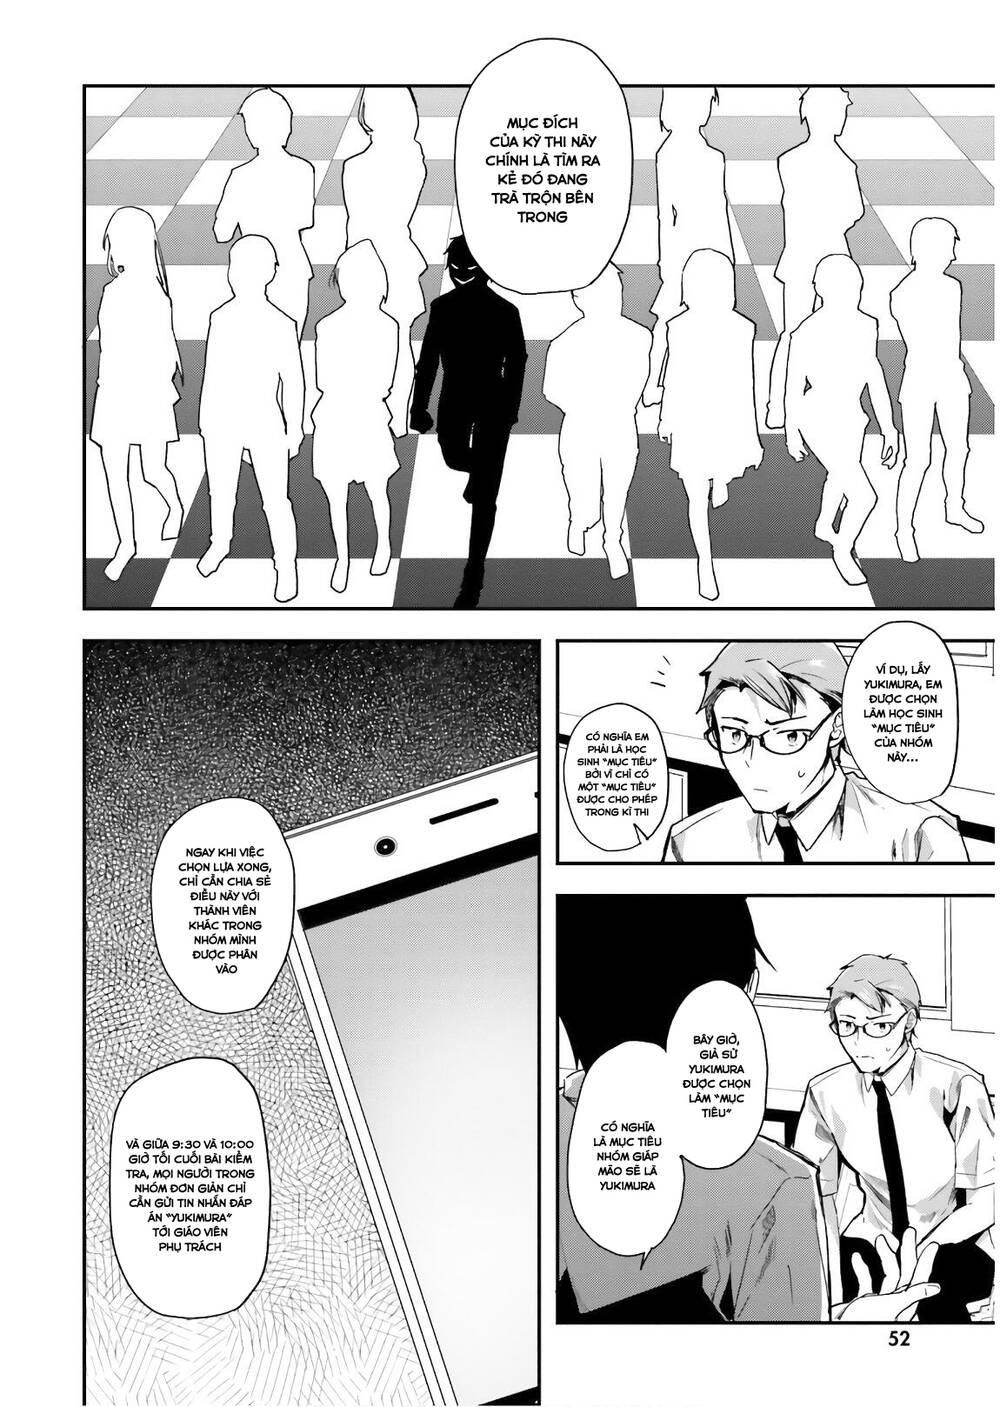 MỤC ĐÍCH
CỦA KỲ THI NÀY
CHÍNH LÀ TÌM RA
KẺ ĐÓ ĐANG
TRÀ TRỘN BÊN
TRONG
VÍ DỤ, LẤY
YUKIMURA, EM
ĐƯỢC CHỌN
LÀM HỌC SINH
"MỤC TIÊU"
CỦA NHÓM
NÀY...
CÓ NGHĨA EM
PHẢI LÀ HỌC
SINH "MỤC TIÊU"
BỞI VÌ CHỈ CÓ
MỘT "MỤC TIÊU"
ĐƯỢC CHO PHÉP
TRONG KÌ THI
BÂY GIỜ,
GIẢ SỬ
YUKIMURA
ĐƯỢC CHỌN
LÀM "MỤC
TIÊU"
CÓ NGHĨA
LÀ MỤC TIÊU
NHÓM GIÁP
MÃO SẼ LÀ
YUKIMURA
NGAY KHI VIỆC
CHỌN LỰA XONG,
CHỈ CẦN CHIA SẺ
ĐIỀU NÀY VỚI
THÀNH VIÊN
KHÁC TRONG
NHÓM MÌNH
ĐƯỢC PHÂN
VÀO
VÀ GIỮA 9:30 VÀ 10:00
GIỜ TỐI CUỐI BÀI KIỂM
TRA, MỌI NGƯỜI TRONG
NHÓM ĐƠN GIẢN CHỈ
CẦN GỬI TIN NHẮN ĐÁP
ÁN "YUKIMURA"
TỚI GIÁO VIÊN
PHỤ TRÁCH
52